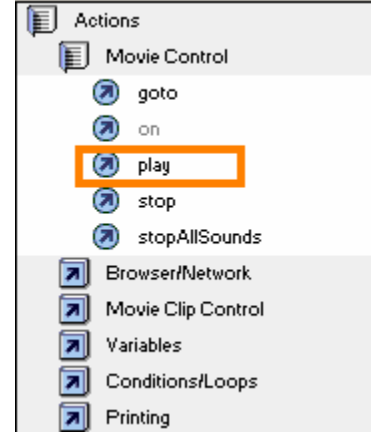 Actions
Movie Control
goto
on
play
stop
stopAllSounds
Browser/Network
Movie Clip Control
Variables
Conditions/Loops
Printing